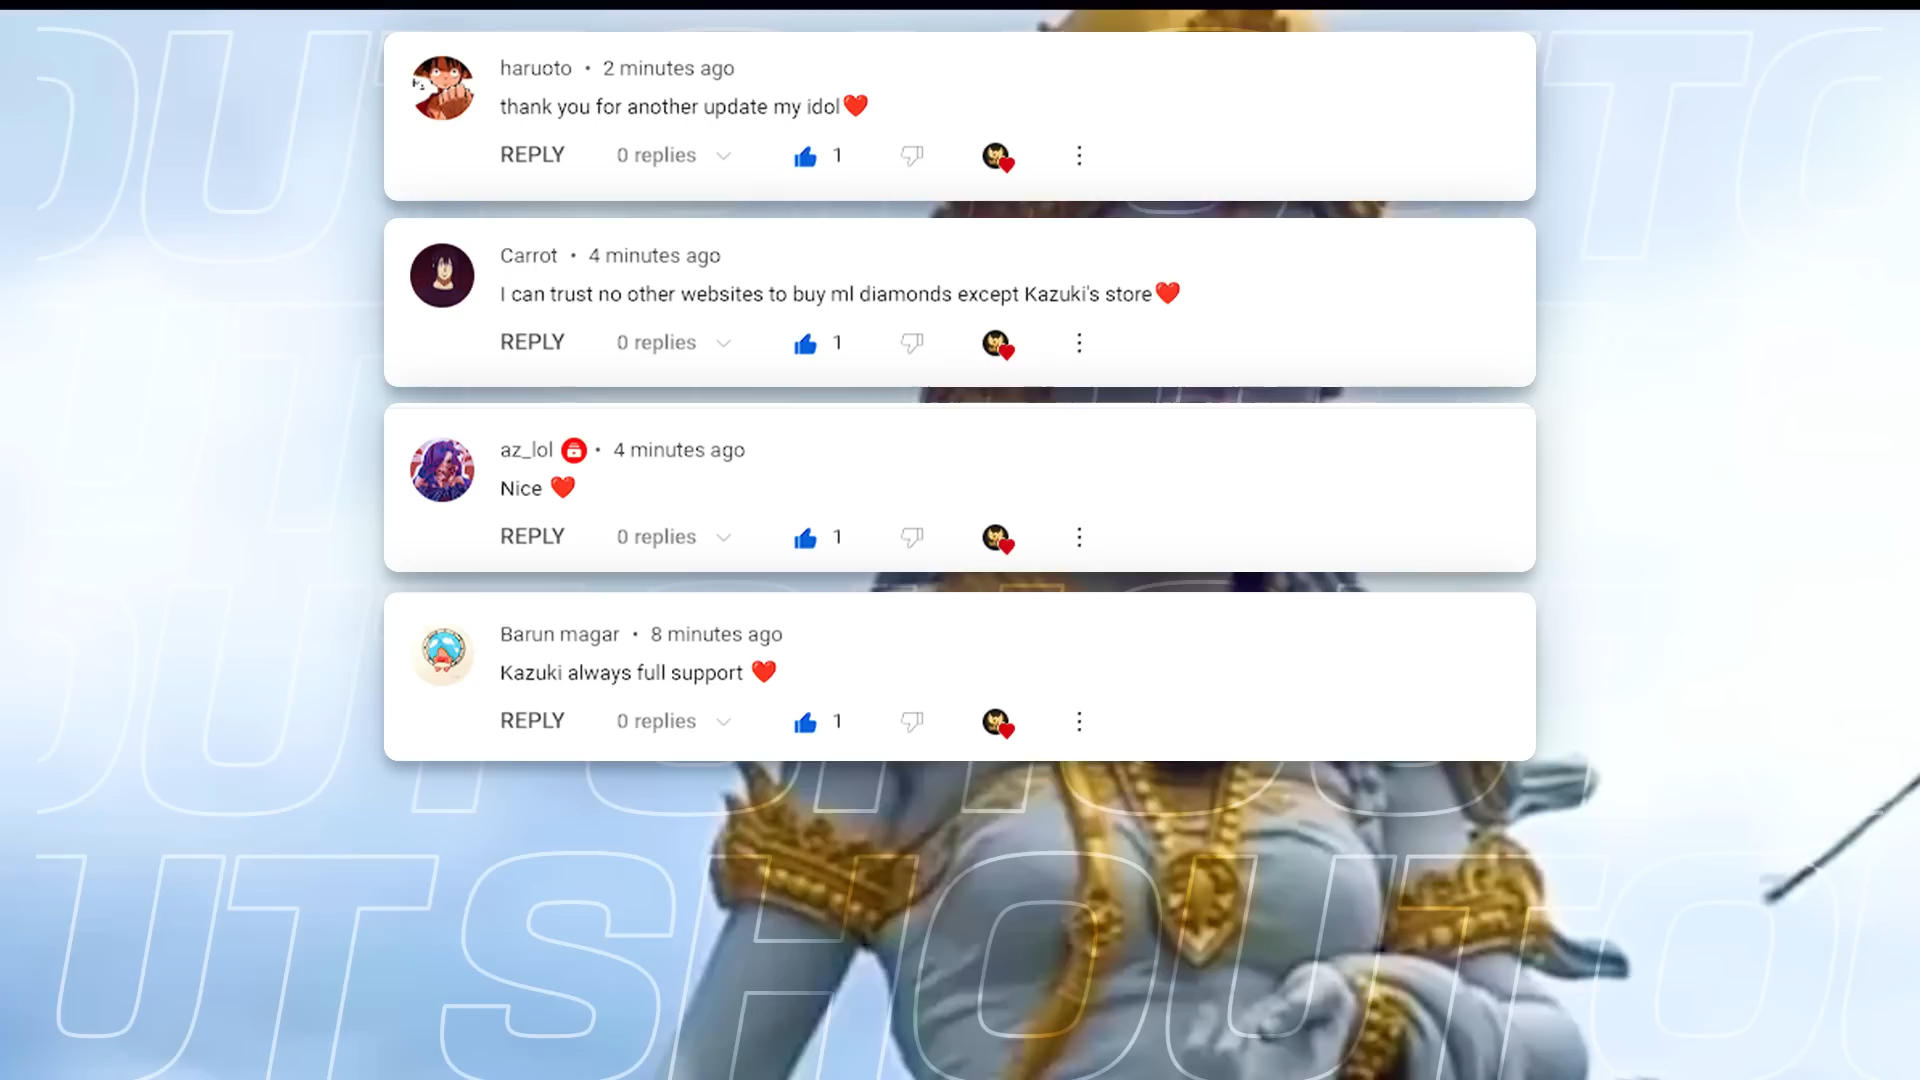 haruoto • 2 minutes ago
thank you for another update my idol❤️
REPLY 0 replies 1
Carrot • 4 minutes ago
I can trust no other websites to buy ml diamonds except Kazuki's store❤️
REPLY 0 replies 1
az_lol • 4 minutes ago
Nice ❤️
REPLY 0 replies 1
Barun magar • 8 minutes ago
Kazuki always full support ❤️
REPLY 0 replies 1
UTSHOUTOU